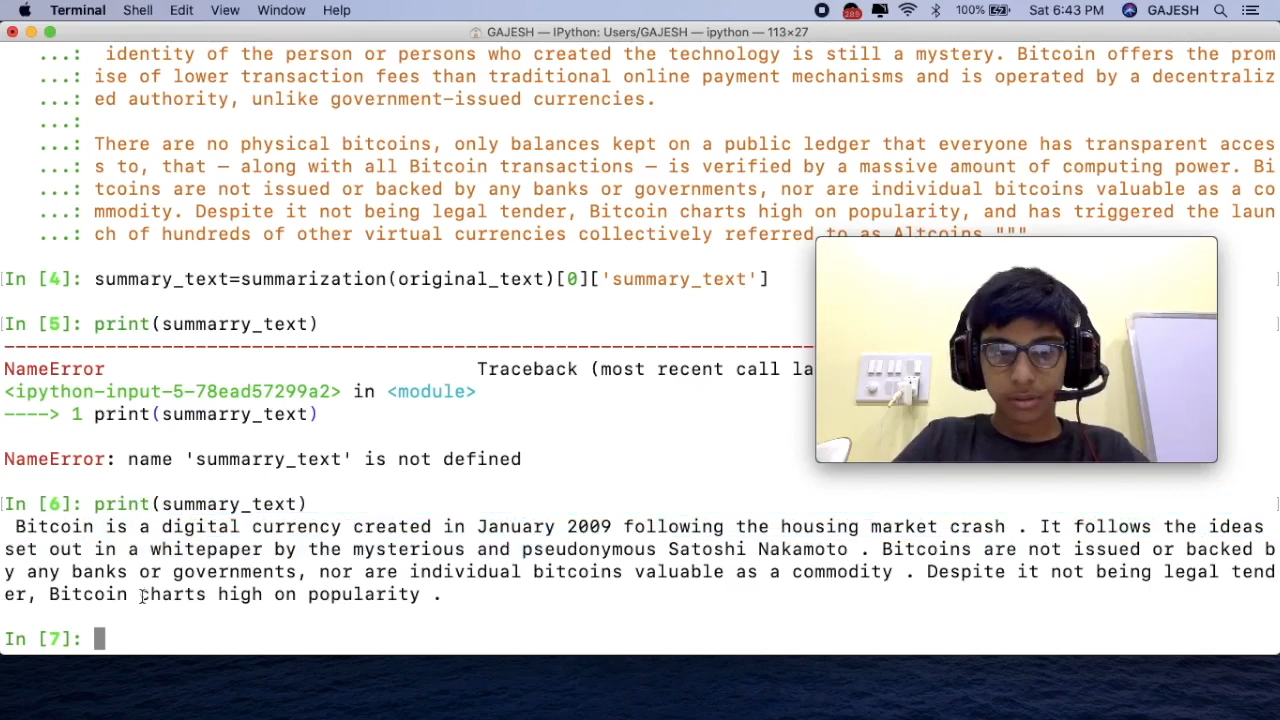 Terminal Shell Edit View Window Help 289 100% Sat 6:43 PM GAJESH
GAJESH — IPython: Users/GAJESH — ipython — 113×27
...: identity of the person or persons who created the technology is still a mystery. Bitcoin offers the prom
...: ise of lower transaction fees than traditional online payment mechanisms and is operated by a decentraliz
...: ed authority, unlike government-issued currencies.
...:
...: There are no physical bitcoins, only balances kept on a public ledger that everyone has transparent acces
...: s to, that – along with all Bitcoin transactions – is verified by a massive amount of computing power. Bi
...: tcoins are not issued or backed by any banks or governments, nor are individual bitcoins valuable as a co
...: mmodity. Despite it not being legal tender, Bitcoin charts high on popularity, and has triggered the laun
...: ch of hundreds of other virtual currencies collectively referred to as Altcoins."""
In [4]: summary_text=summarization(original_text)[0]['summary_text']
In [5]: print(summarry_text)
NameError Traceback (most recent call la
<ipython-input-5-78ead57299a2> in <module>
----> 1 print(summarry_text)
NameError: name 'summarry_text' is not defined
In [6]: print(summary_text)
Bitcoin is a digital currency created in January 2009 following the housing market crash . It follows the ideas
set out in a whitepaper by the mysterious and pseudonymous Satoshi Nakamoto . Bitcoins are not issued or backed b
y any banks or governments, nor are individual bitcoins valuable as a commodity . Despite it not being legal tend
er, Bitcoin charts high on popularity .
In [7]: